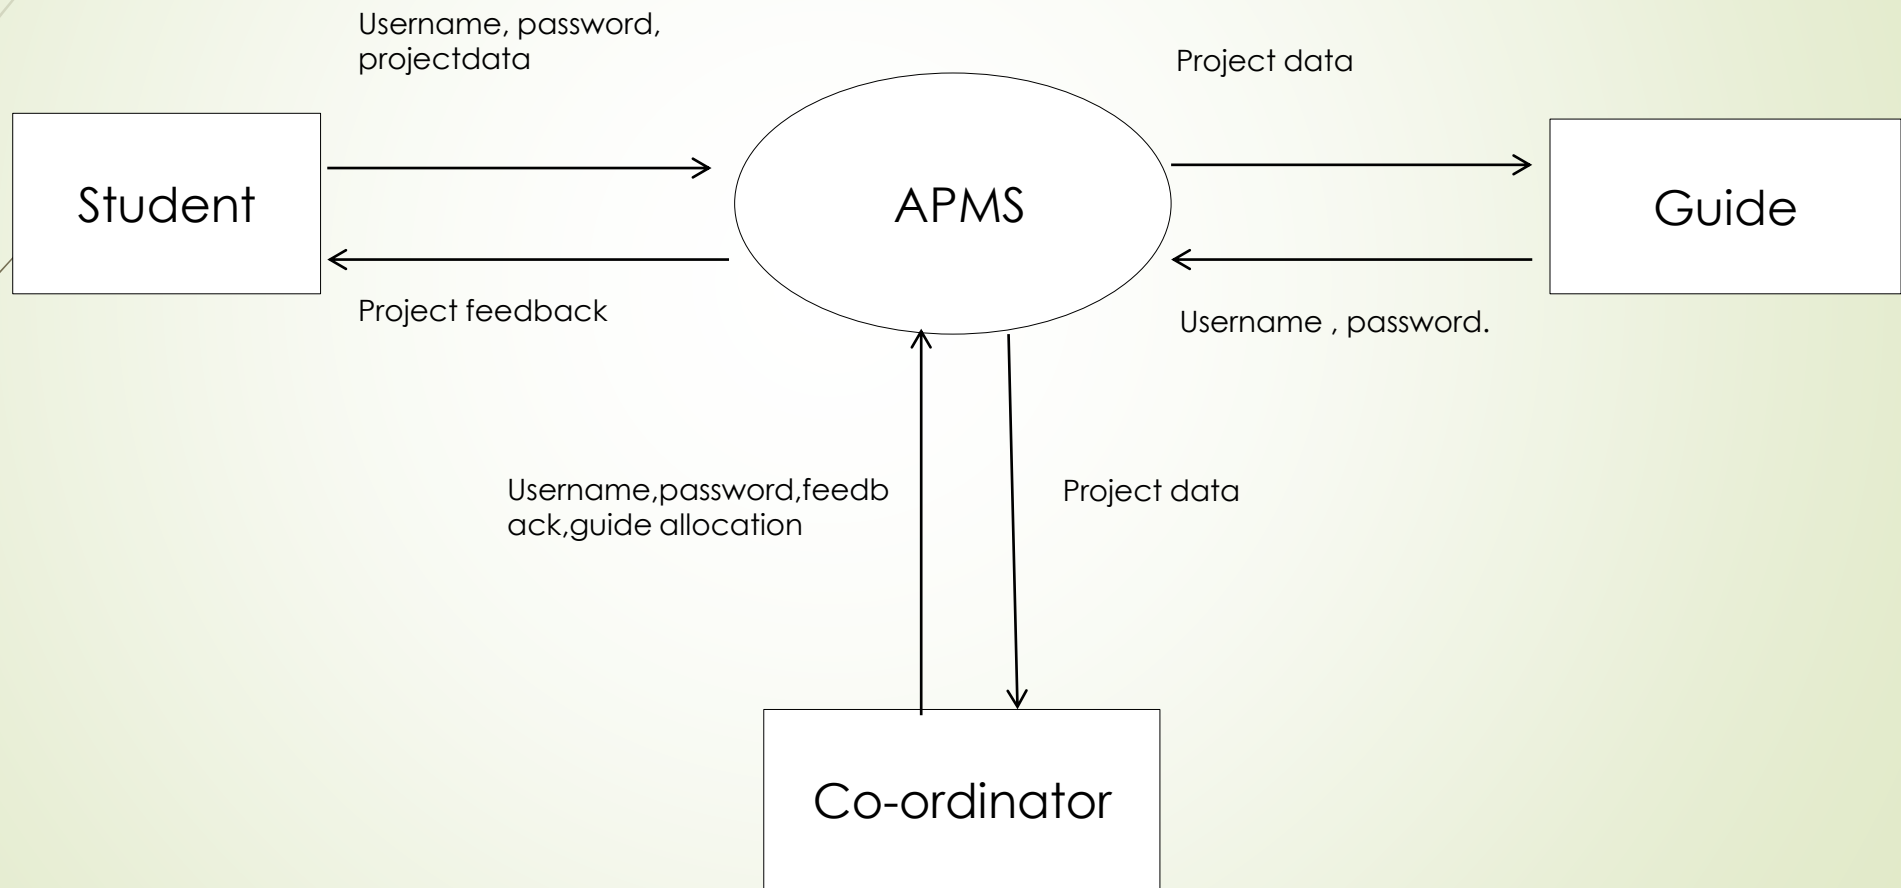 Username, password,
projectdata
Project data
Student
APMS
Guide
Project feedback
Username , password.
Username,password,feedb
ack,guide allocation
Project data
Co-ordinator